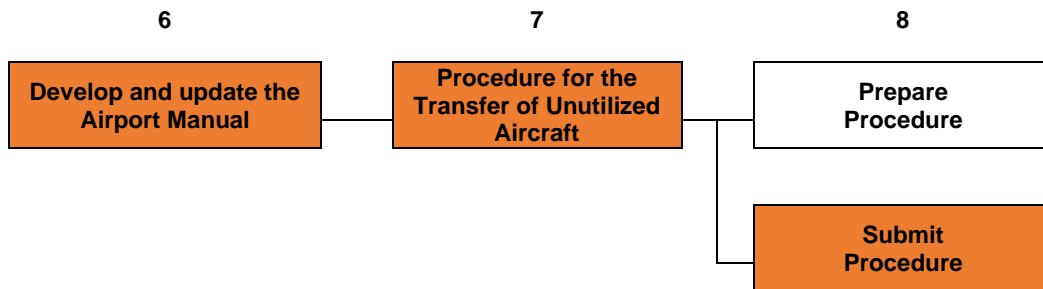 6
7
8
Develop and update the
Airport Manual
Procedure for the
Transfer of Unutilized
Aircraft
Prepare
Procedure
Submit
Procedure